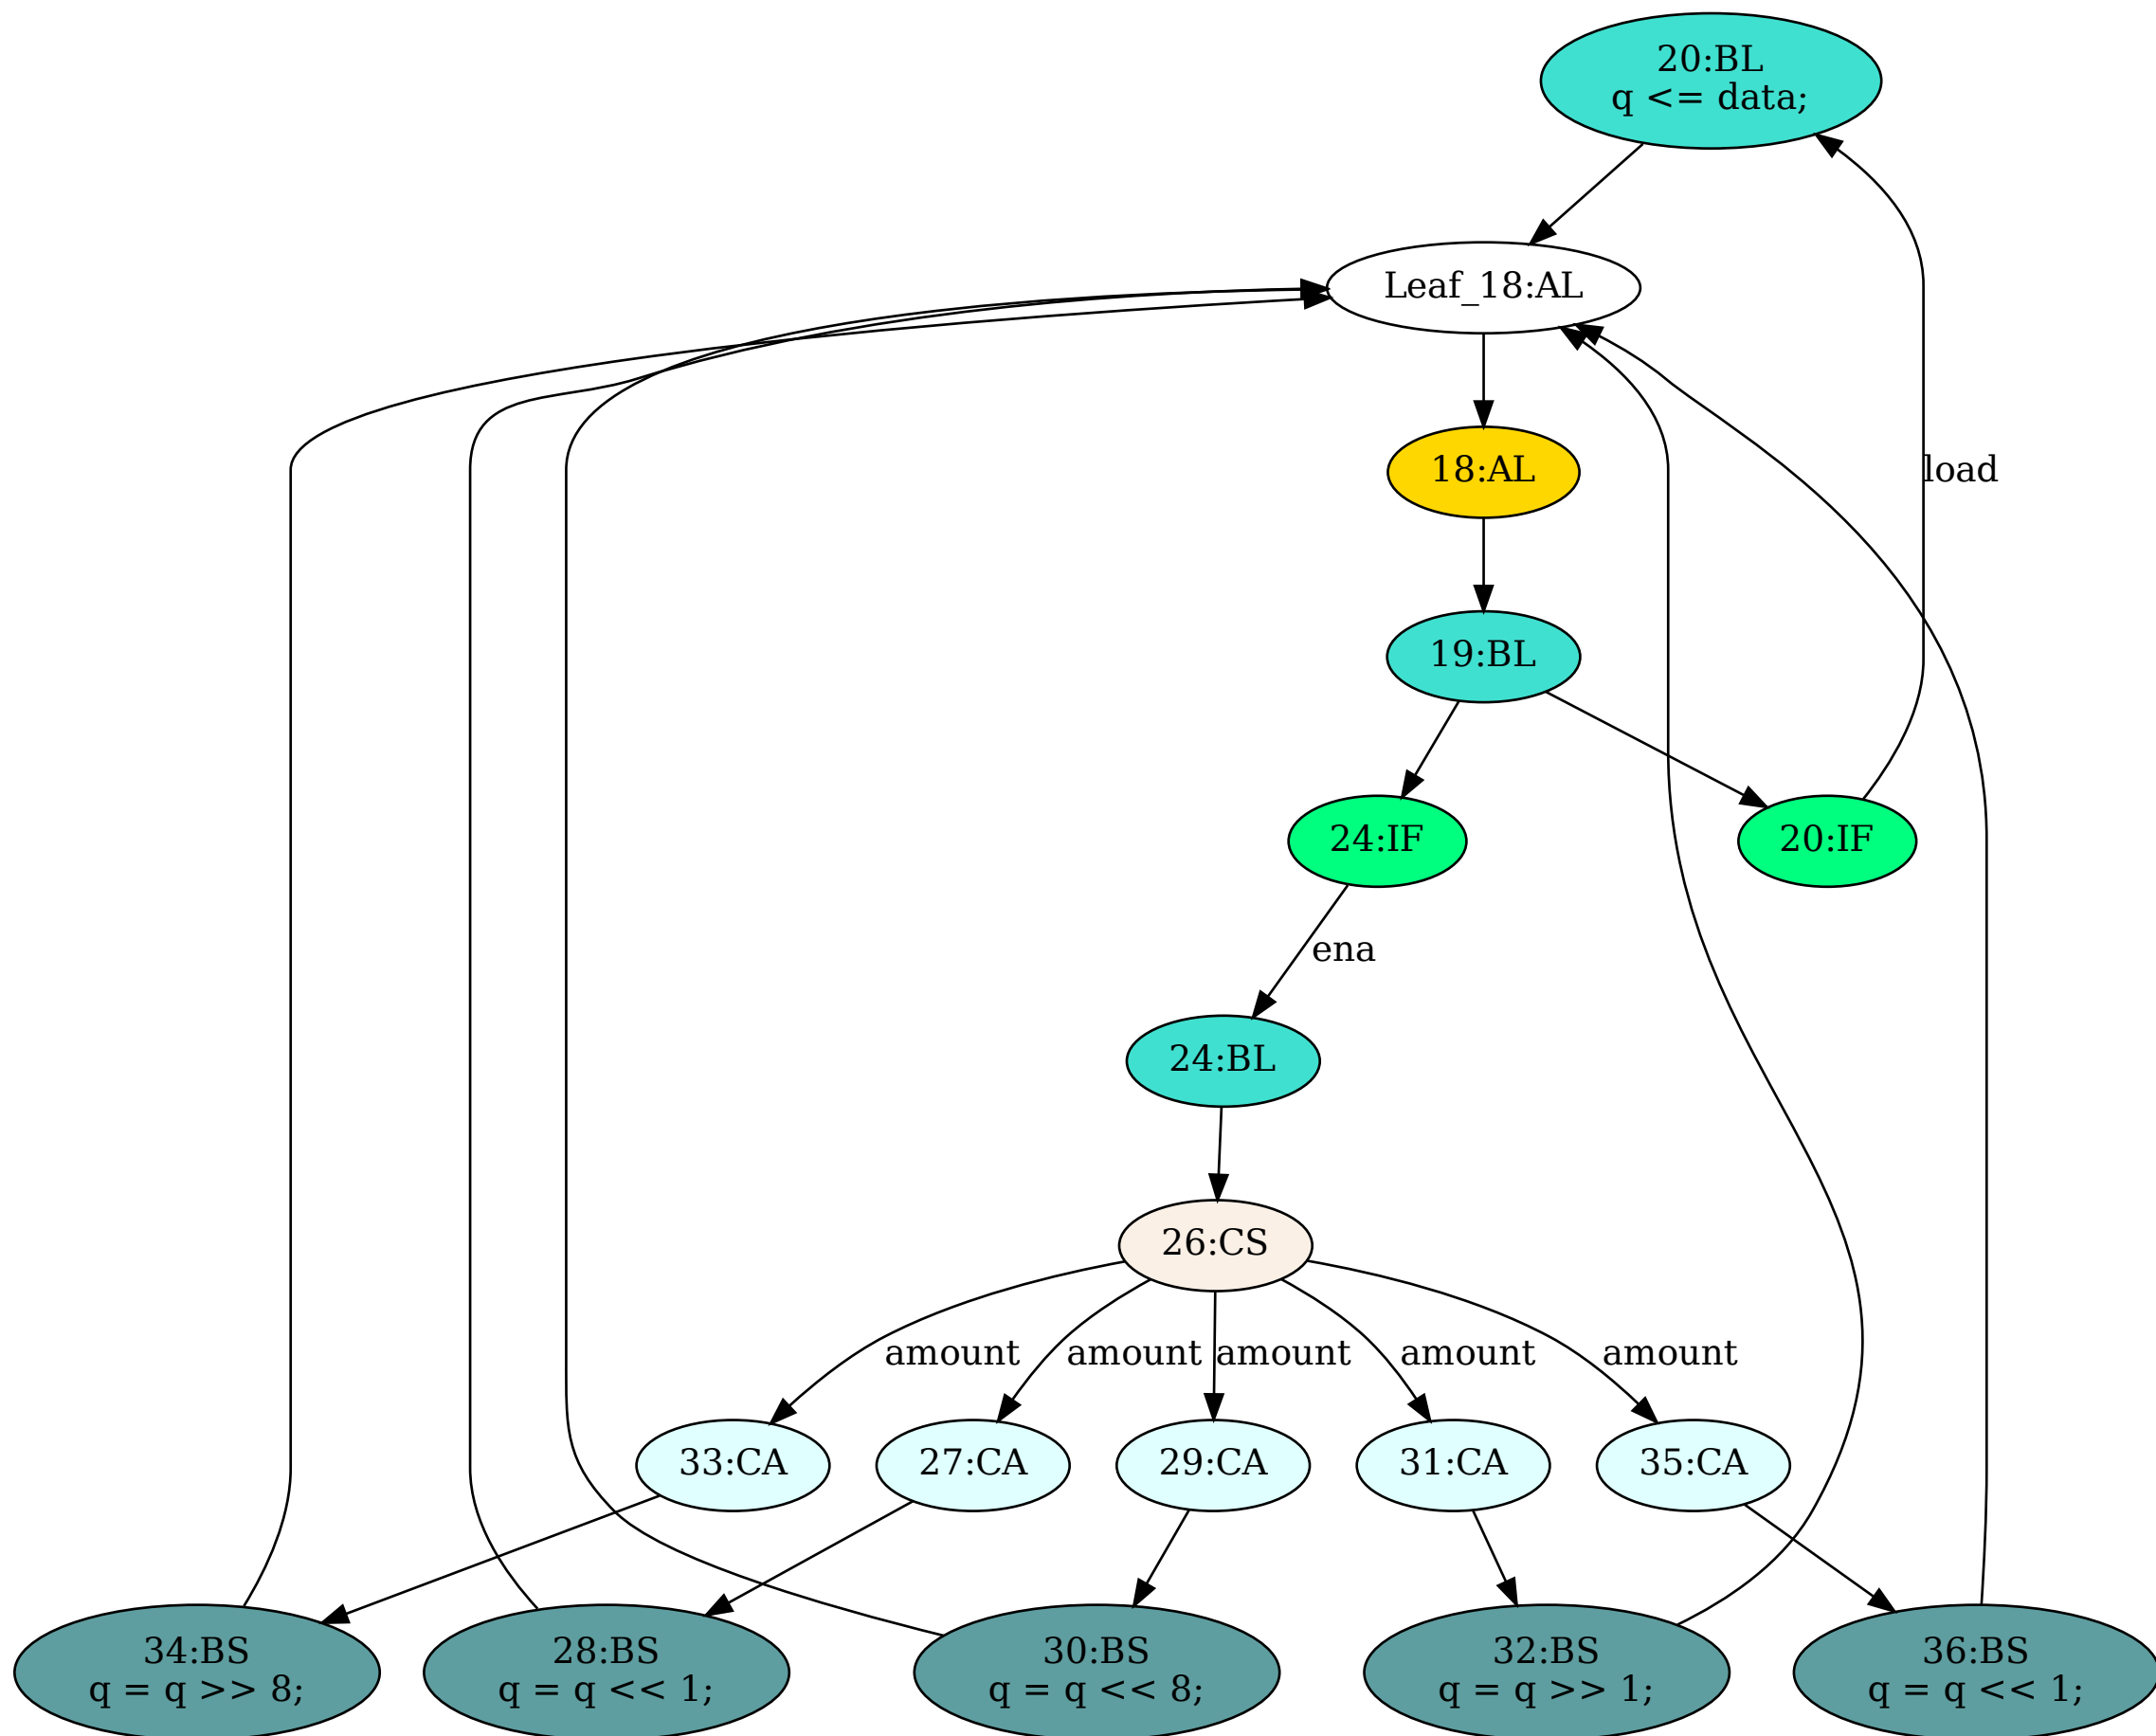 20:BL
q <= data;
Leaf_18:AL
18:AL
load
19:BL
24:IF
20:IF
ena
24:BL
26:CS
amount
amount
amount
amount
amount
33:CA
27:CA
29:CA
31:CA
35:CA
34:BS
q = q >> 8;
28:BS
q = q << 1;
30:BS
q = q << 8;
32:BS
q = q >> 1;
36:BS
q = q << 1;